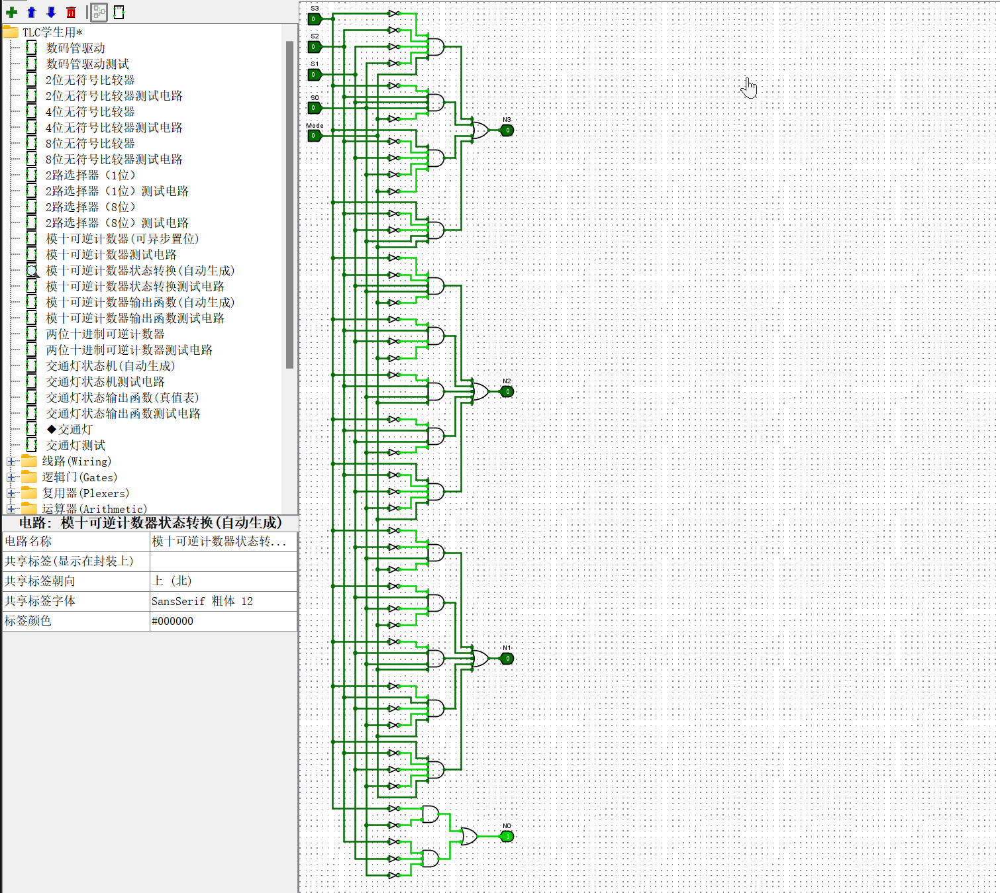 TLC学生用*
数码管驱动
数码管驱动测试
2位无符号比较器
2位无符号比较器测试电路
4位无符号比较器
4位无符号比较器测试电路
8位无符号比较器
8位无符号比较器测试电路
2路选择器（1位）
2路选择器（1位）测试电路
2路选择器（8位）
2路选择器（8位）测试电路
模十可逆计数器(可异步置位)
模十可逆计数器测试电路
模十可逆计数器状态转换(自动生成)
模十可逆计数器状态转换测试电路
模十可逆计数器输出函数(自动生成)
模十可逆计数器输出函数测试电路
两位十进制可逆计数器
两位十进制可逆计数器测试电路
交通灯状态机(自动生成)
交通灯状态机测试电路
交通灯状态输出函数(真值表)
交通灯状态输出函数测试电路
◆交通灯
交通灯测试
线路(Wiring)
逻辑门(Gates)
复用器(Plexers)
运算器(Arithmetic)
电路: 模十可逆计数器状态转换(自动生成)
电路名称 模十可逆计数器状态转...
共享标签(显示在封装上)
共享标签朝向 上 (北)
共享标签字体 SansSerif 粗体 12
标签颜色 #000000
S3
0
S2
0
S1
0
S0
0
Mode
0
N3
0
N2
0
N1
0
N0
1